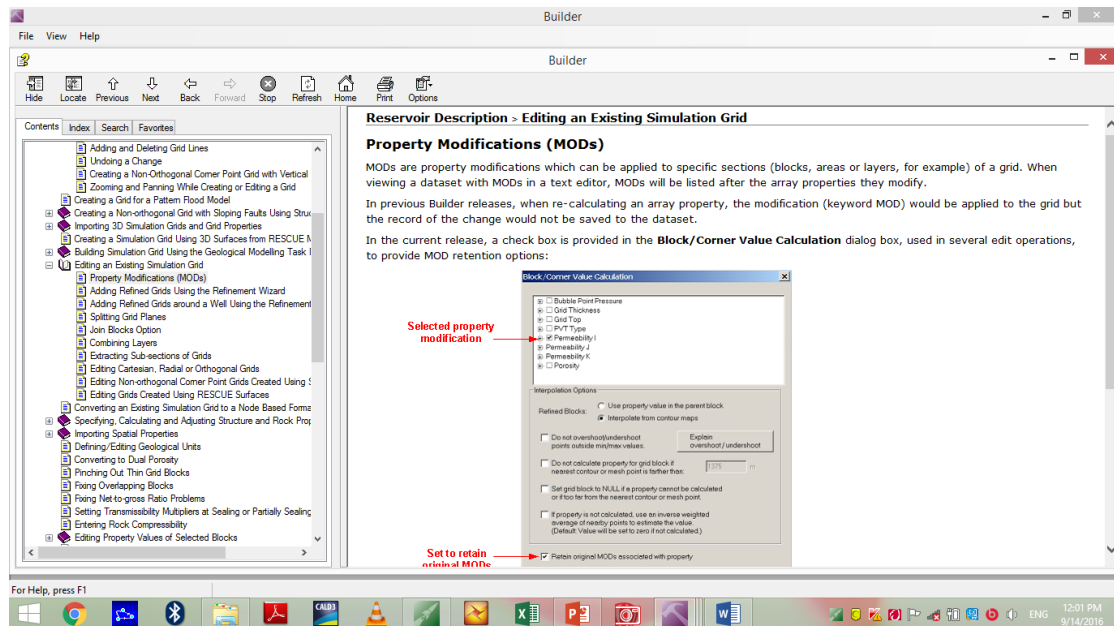 Builder
File View Help
Builder
Hide Locate Previous Next Back Forward Stop Refresh Home Print Options
Contents Index Search Favorites
Adding and Deleting Grid Lines
Undoing a Change
Creating a Non-Orthogonal Corner Point Grid with Vertical
Zooming and Panning While Creating or Editing a Grid
Creating a Grid for a Pattern Flood Model
Creating a Non-orthogonal Grid with Sloping Faults Using Struc
Importing 3D Simulation Grids and Grid Properties
Creating a Simulation Grid Using 3D Surfaces from RESCUE M
Building Simulation Grid Using the Geological Modelling Task
Editing an Existing Simulation Grid
Property Modifications (MODs)
Adding Refined Grids Using the Refinement Wizard
Adding Refined Grids around a Well Using the Refinement
Splitting Grid Planes
Join Blocks Option
Combining Layers
Extracting Sub-sections of Grids
Editing Cartesian, Radial or Orthogonal Grids
Editing Non-orthogonal Corner Point Grids Created Using
Editing Grids Created Using RESCUE Surfaces
Converting an Existing Simulation Grid to a Node Based Forma
Specifying, Calculating and Adjusting Structure and Rock Prop
Importing Spatial Properties
Defining/Editing Geological Units
Converting to Dual Porosity
Pinching Out Thin Grid Blocks
Fixing Overlapping Blocks
Fixing Net-to-gross Ratio Problems
Setting Transmissibility Multipliers at Sealing or Partially Sealing
Entering Rock Compressibility
Editing Property Values of Selected Blocks
Reservoir Description > Editing an Existing Simulation Grid
Property Modifications (MODs)
MODs are property modifications which can be applied to specific sections (blocks, areas or layers, for example) of a grid. When
viewing a dataset with MODs in a text editor, MODs will be listed after the array properties they modify.
In previous Builder releases, when re-calculating an array property, the modification (keyword MOD) would be applied to the grid but
the record of the change would not be saved to the dataset.
In the current release, a check box is provided in the Block/Corner Value Calculation dialog box, used in several edit operations,
to provide MOD retention options:
Block/Corner Value Calculation
Bubble Point Pressure
Grid Thickness
Grid Top
PVT Type
Permeability I
Permeability J
Permeability K
Porosity
Selected property
modification
Interpolation Options
Refined Blocks:
Use property value in the parent block
Interpolate from contour maps
Do not overshoot/undershoot
points outside min/max values.
Explain
overshoot/undershoot
Do not calculate property for grid block if
nearest contour or mesh point is farther than:
1375 m
Set grid block to NULL if a property cannot be calculated
or if too far from the nearest contour or mesh point.
If property is not calculated, use an inverse weighted
average of nearby points to estimate the value.
(Default: Value will be set to zero if not calculated.)
Set to retain
original MODs
Retain original MODs associated with property
For Help, press F1
CALD3
ENG
12:01 PM
9/14/2016